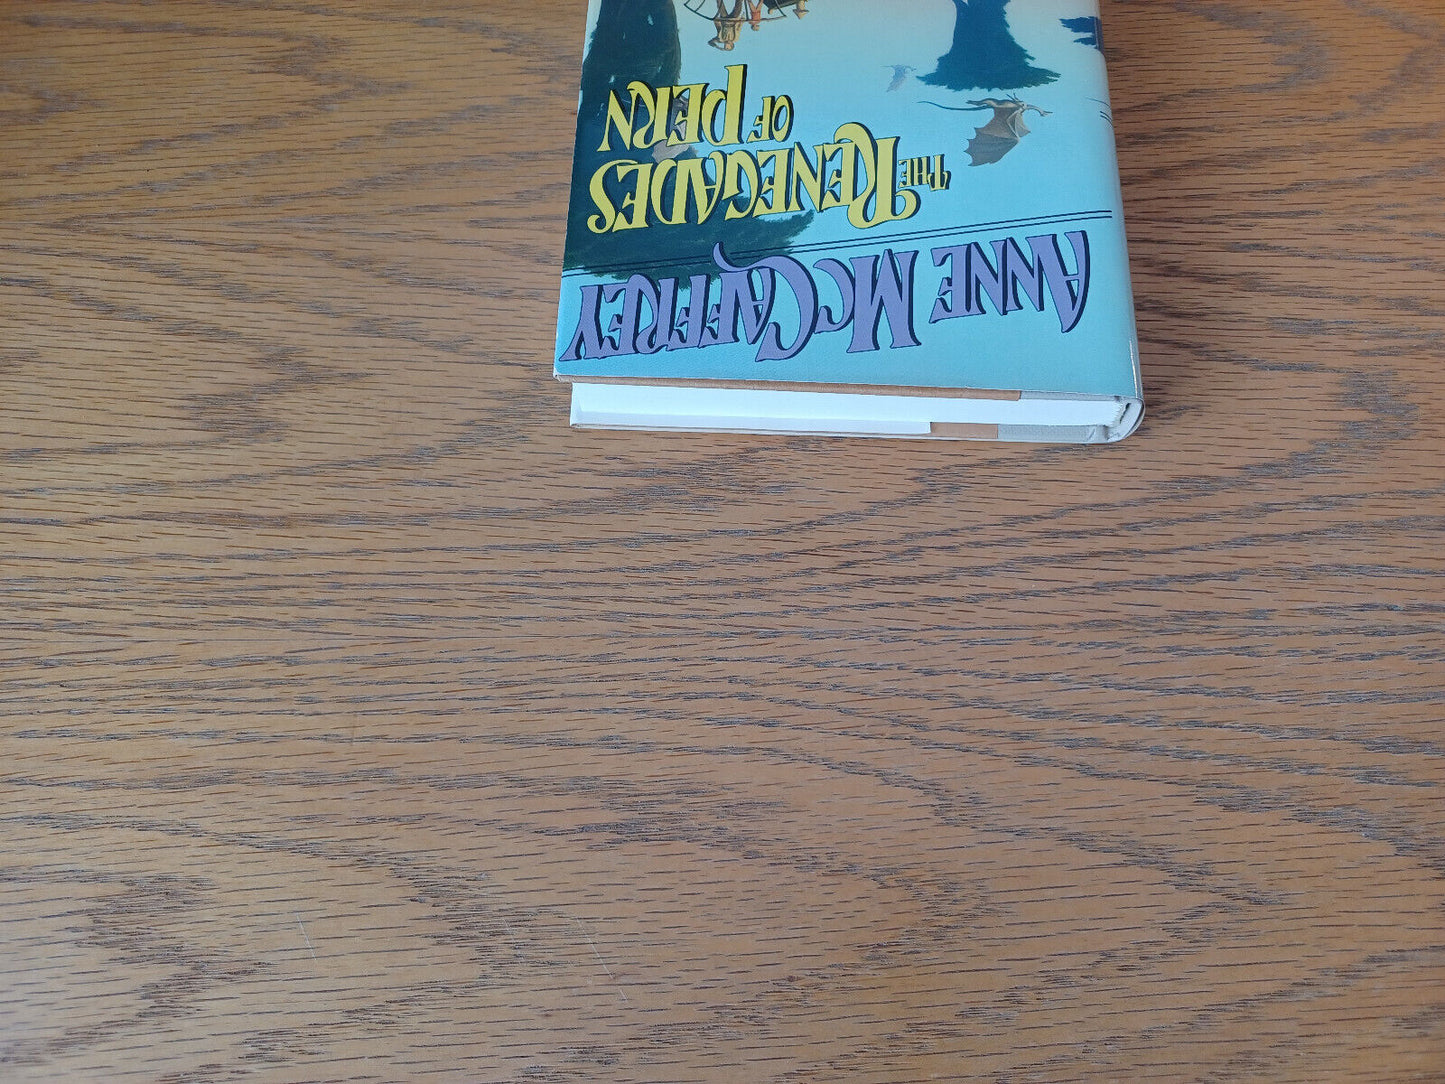 ANNE MCCAFFREY
THE RENEGADES
OF PERN